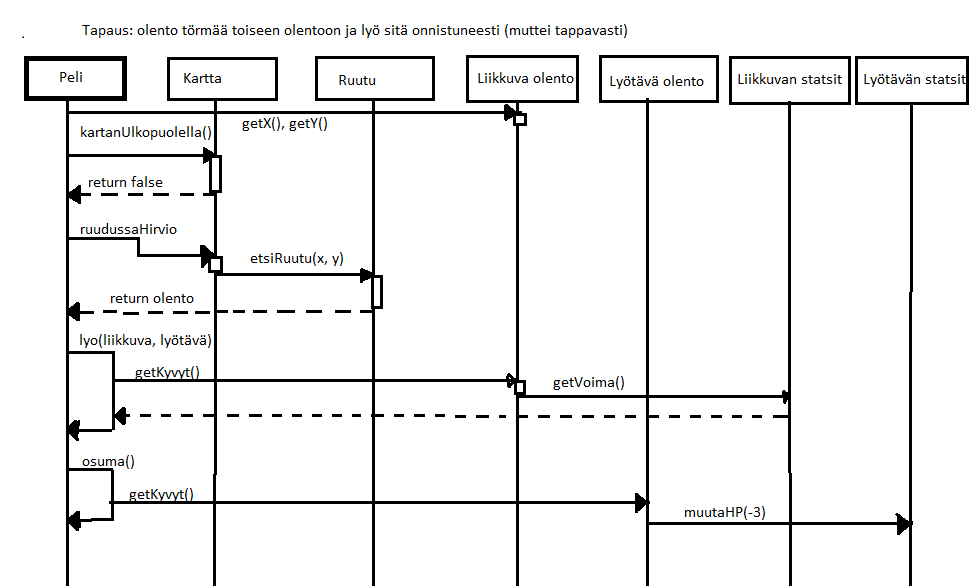 Tapaus: olento törmää toiseen olentoon ja lyö sitä onnistuneesti (muttei tappavasti)
Peli
Kartta
Ruutu
Liikkuva olento
Lyötävä olento
Liikkuvan statsit
Lyötävän statsit
getX(), getY()
kartanUlkopuolella()
return false
ruudussaHirvio
etsiRuutu(x, y)
return olento
lyo(liikkuva, lyötävä)
getKyvyt()
getVoima()
osuma()
getKyvyt()
muutaHP(-3)